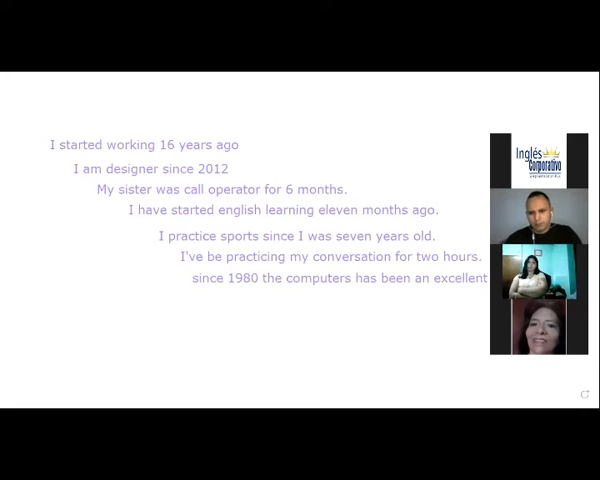 I started working 16 years ago
I am designer since 2012
My sister was call operator for 6 months.
I have started english learning eleven months ago.
I practice sports since I was seven years old.
I've be practicing my conversation for two hours.
since 1980 the computers has been an excellent
Inglés
Corporativo